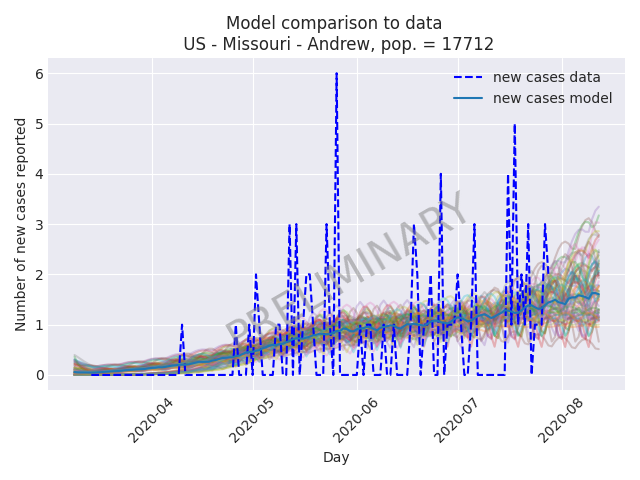 Model comparison to data
US - Missouri - Andrew, pop. = 17712
new cases data
new cases model
Number of new cases reported
6
5
4
3
2
1
0
PRELIMINARY
2020-04
2020-05
2020-06
2020-07
2020-08
Day